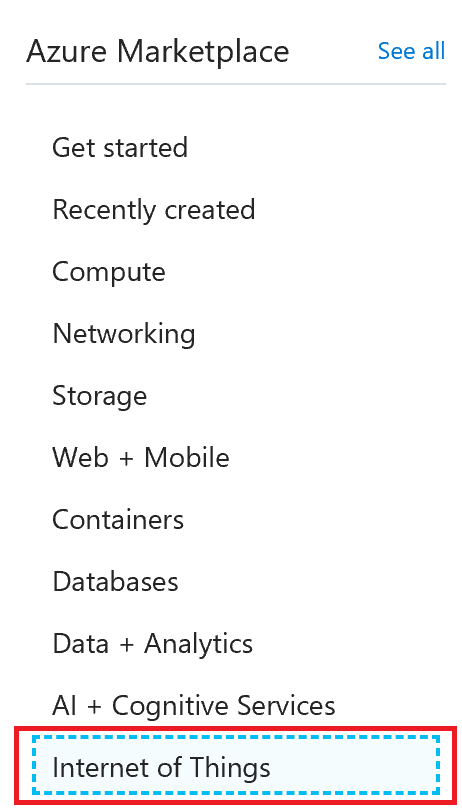 Azure Marketplace See all
Get started
Recently created
Compute
Networking
Storage
Web + Mobile
Containers
Databases
Data + Analytics
AI + Cognitive Services
Internet of Things